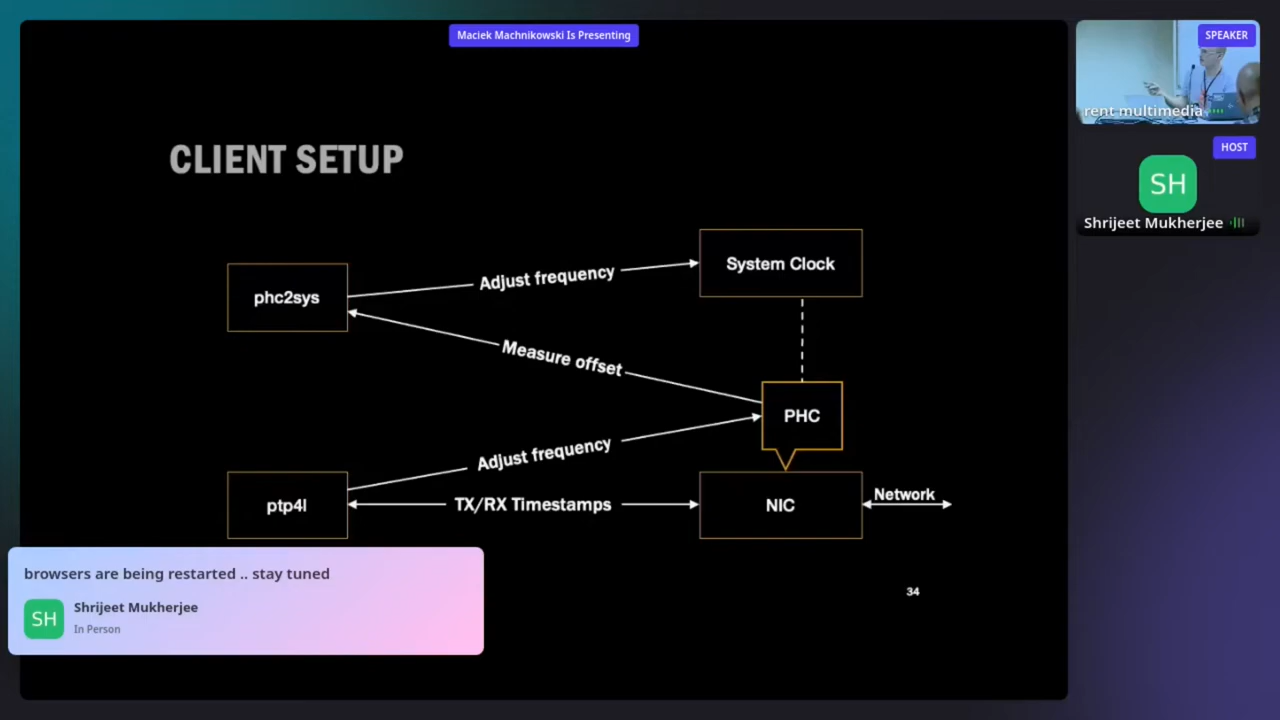 Maciek Machnikowski Is Presenting
SPEAKER
rent multimedia
HOST
SH
Shrijeet Mukherjee
CLIENT SETUP
System Clock
Adjust frequency
phc2sys
Measure offset
PHC
Adjust frequency
ptp4l
TX/RX Timestamps
NIC
Network
34
browsers are being restarted .. stay tuned
SH
Shrijeet Mukherjee
In Person